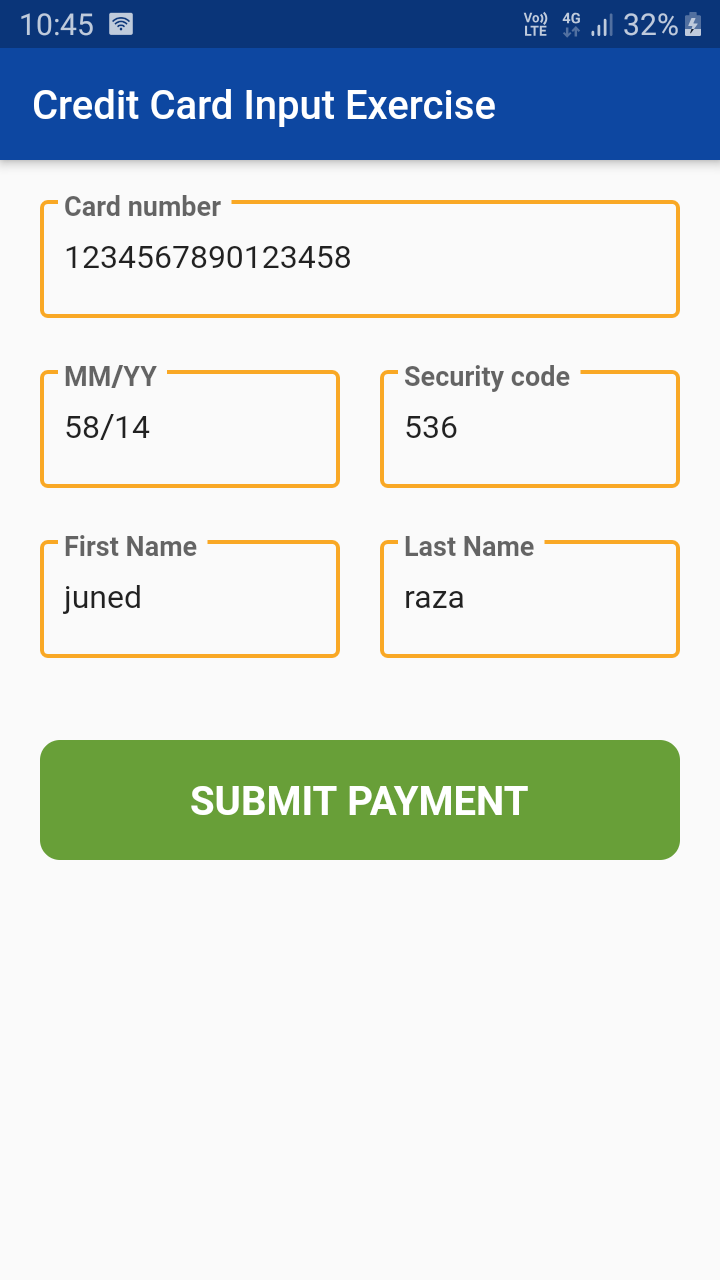 10:45 Vo)) LTE 4G 32%
Credit Card Input Exercise
Card number
1234567890123458
MM/YY Security code
58/14 536
First Name Last Name
juned raza
SUBMIT PAYMENT